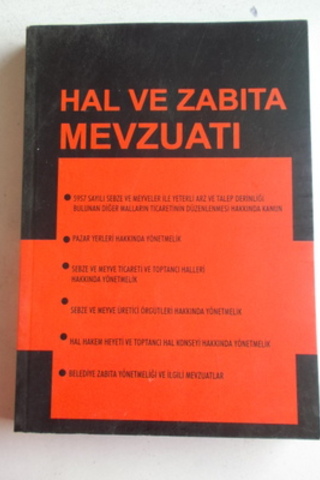 HAL VE ZABITA
MEVZUATI
• 5957 SAYILI SEBZE VE MEYVELER İLE YETERLİ ARZ VE TALEP DERİNLİĞİ
BULUNAN DİĞER MALLARIN TİCARETİNİN DÜZENLENMESİ HAKKINDA KANUN
• PAZAR YERLERİ HAKKINDA YÖNETMELİK
• SEBZE VE MEYVE TİCARETİ VE TOPTANCI HALLERİ
HAKKINDA YÖNETMELİK
• SEBZE VE MEYVE ÜRETİCİ ÖRGÜTLERİ HAKKINDA YÖNETMELİK
• HAL HAKEM HEYETİ VE TOPTANCI HAL KONSEYİ HAKKINDA YÖNETMELİK
• BELEDİYE ZABITA YÖNETMELİĞİ VE İLGİLİ MEVZUATLAR